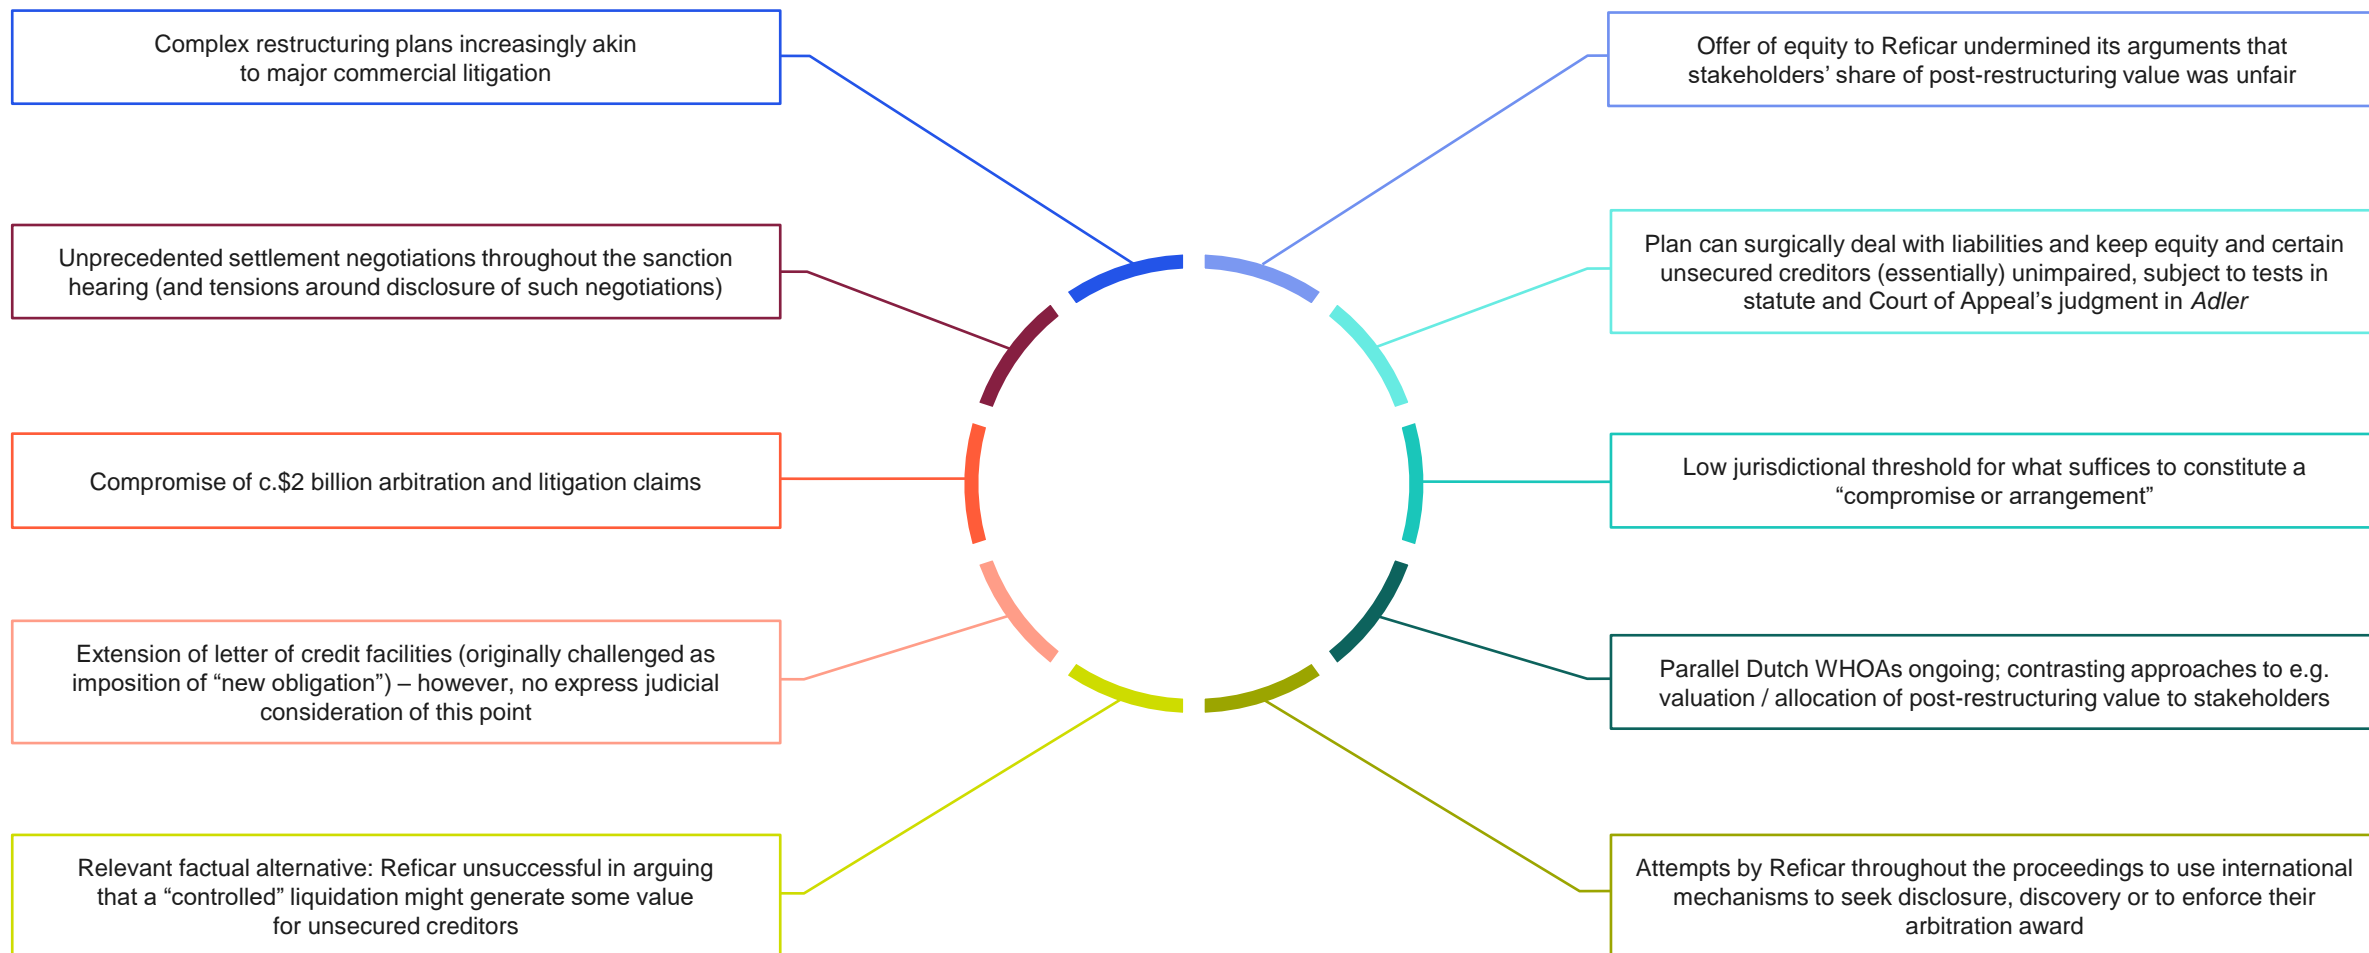 Complex restructuring plans increasingly akin
to major commercial litigation
Unprecedented settlement negotiations throughout the sanction
hearing (and tensions around disclosure of such negotiations)
Compromise of c.$2 billion arbitration and litigation claims
Extension of letter of credit facilities (originally challenged as
imposition of “new obligation”) – however, no express judicial
consideration of this point
Relevant factual alternative: Reficar unsuccessful in arguing
that a “controlled” liquidation might generate some value
for unsecured creditors
Offer of equity to Reficar undermined its arguments that
stakeholders’ share of post-restructuring value was unfair
Plan can surgically deal with liabilities and keep equity and certain
unsecured creditors (essentially) unimpaired, subject to tests in
statute and Court of Appeal’s judgment in Adler
Low jurisdictional threshold for what suffices to constitute a
“compromise or arrangement”
Parallel Dutch WHOAs ongoing; contrasting approaches to e.g.
valuation / allocation of post-restructuring value to stakeholders
Attempts by Reficar throughout the proceedings to use international
mechanisms to seek disclosure, discovery or to enforce their
arbitration award